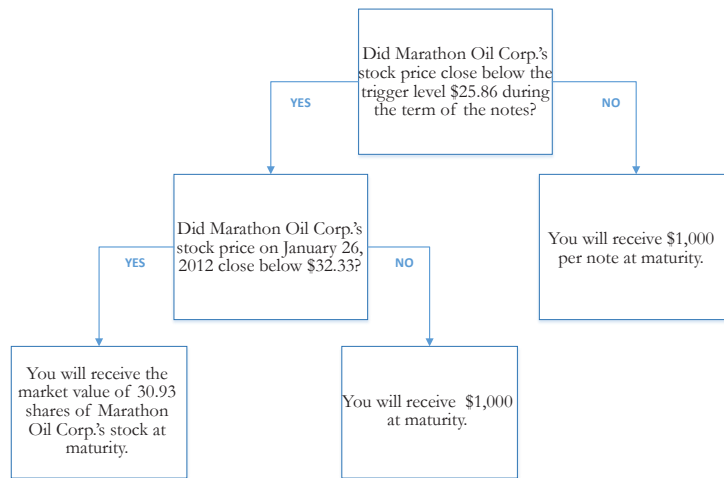 Did Marathon Oil Corp.'s
stock price close below the
trigger level $25.86 during
the term of the notes?
YES
NO
Did Marathon Oil Corp.'s
stock price on January 26,
2012 close below $32.33?
You will receive $1,000
per note at maturity.
YES
NO
You will receive the
market value of 30.93
shares of Marathon
Oil Corp.'s stock at
maturity.
You will receive $1,000
at maturity.